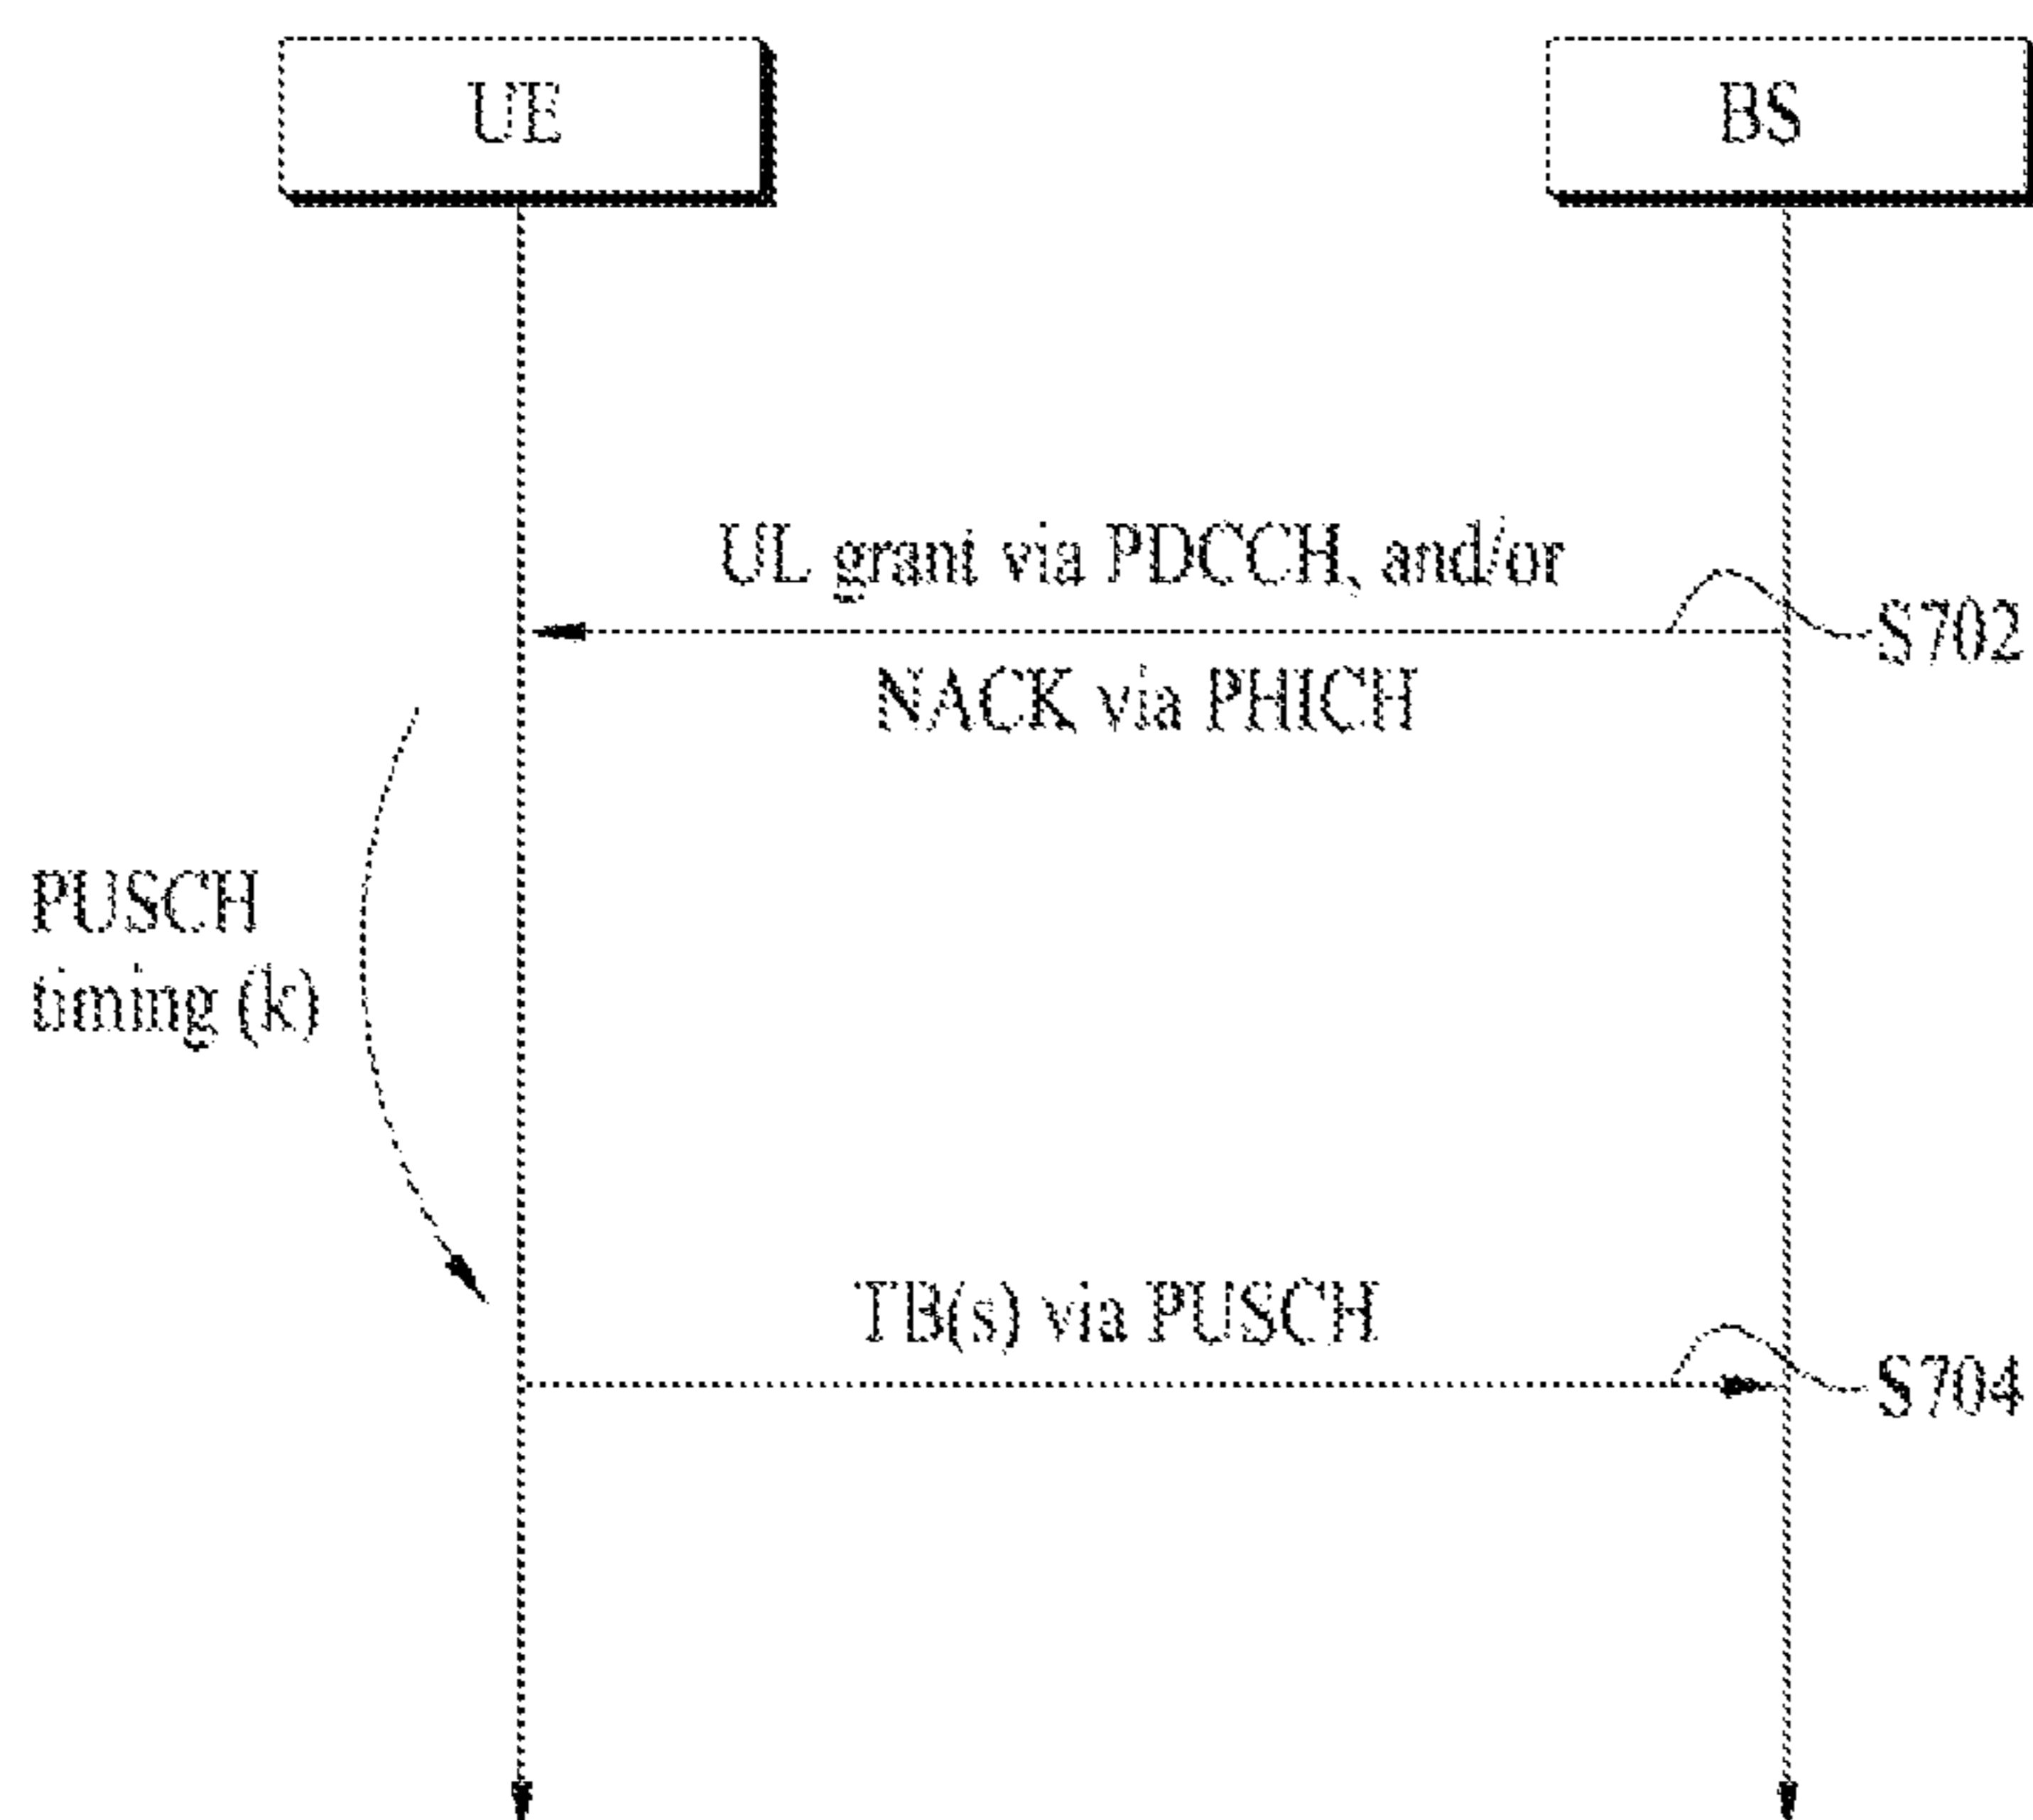 UE
BS
UL grant via PDCCH, and/or
S702
NACK via PHICH
PUSCH
timing (k)
TB(s) via PUSCH
S704